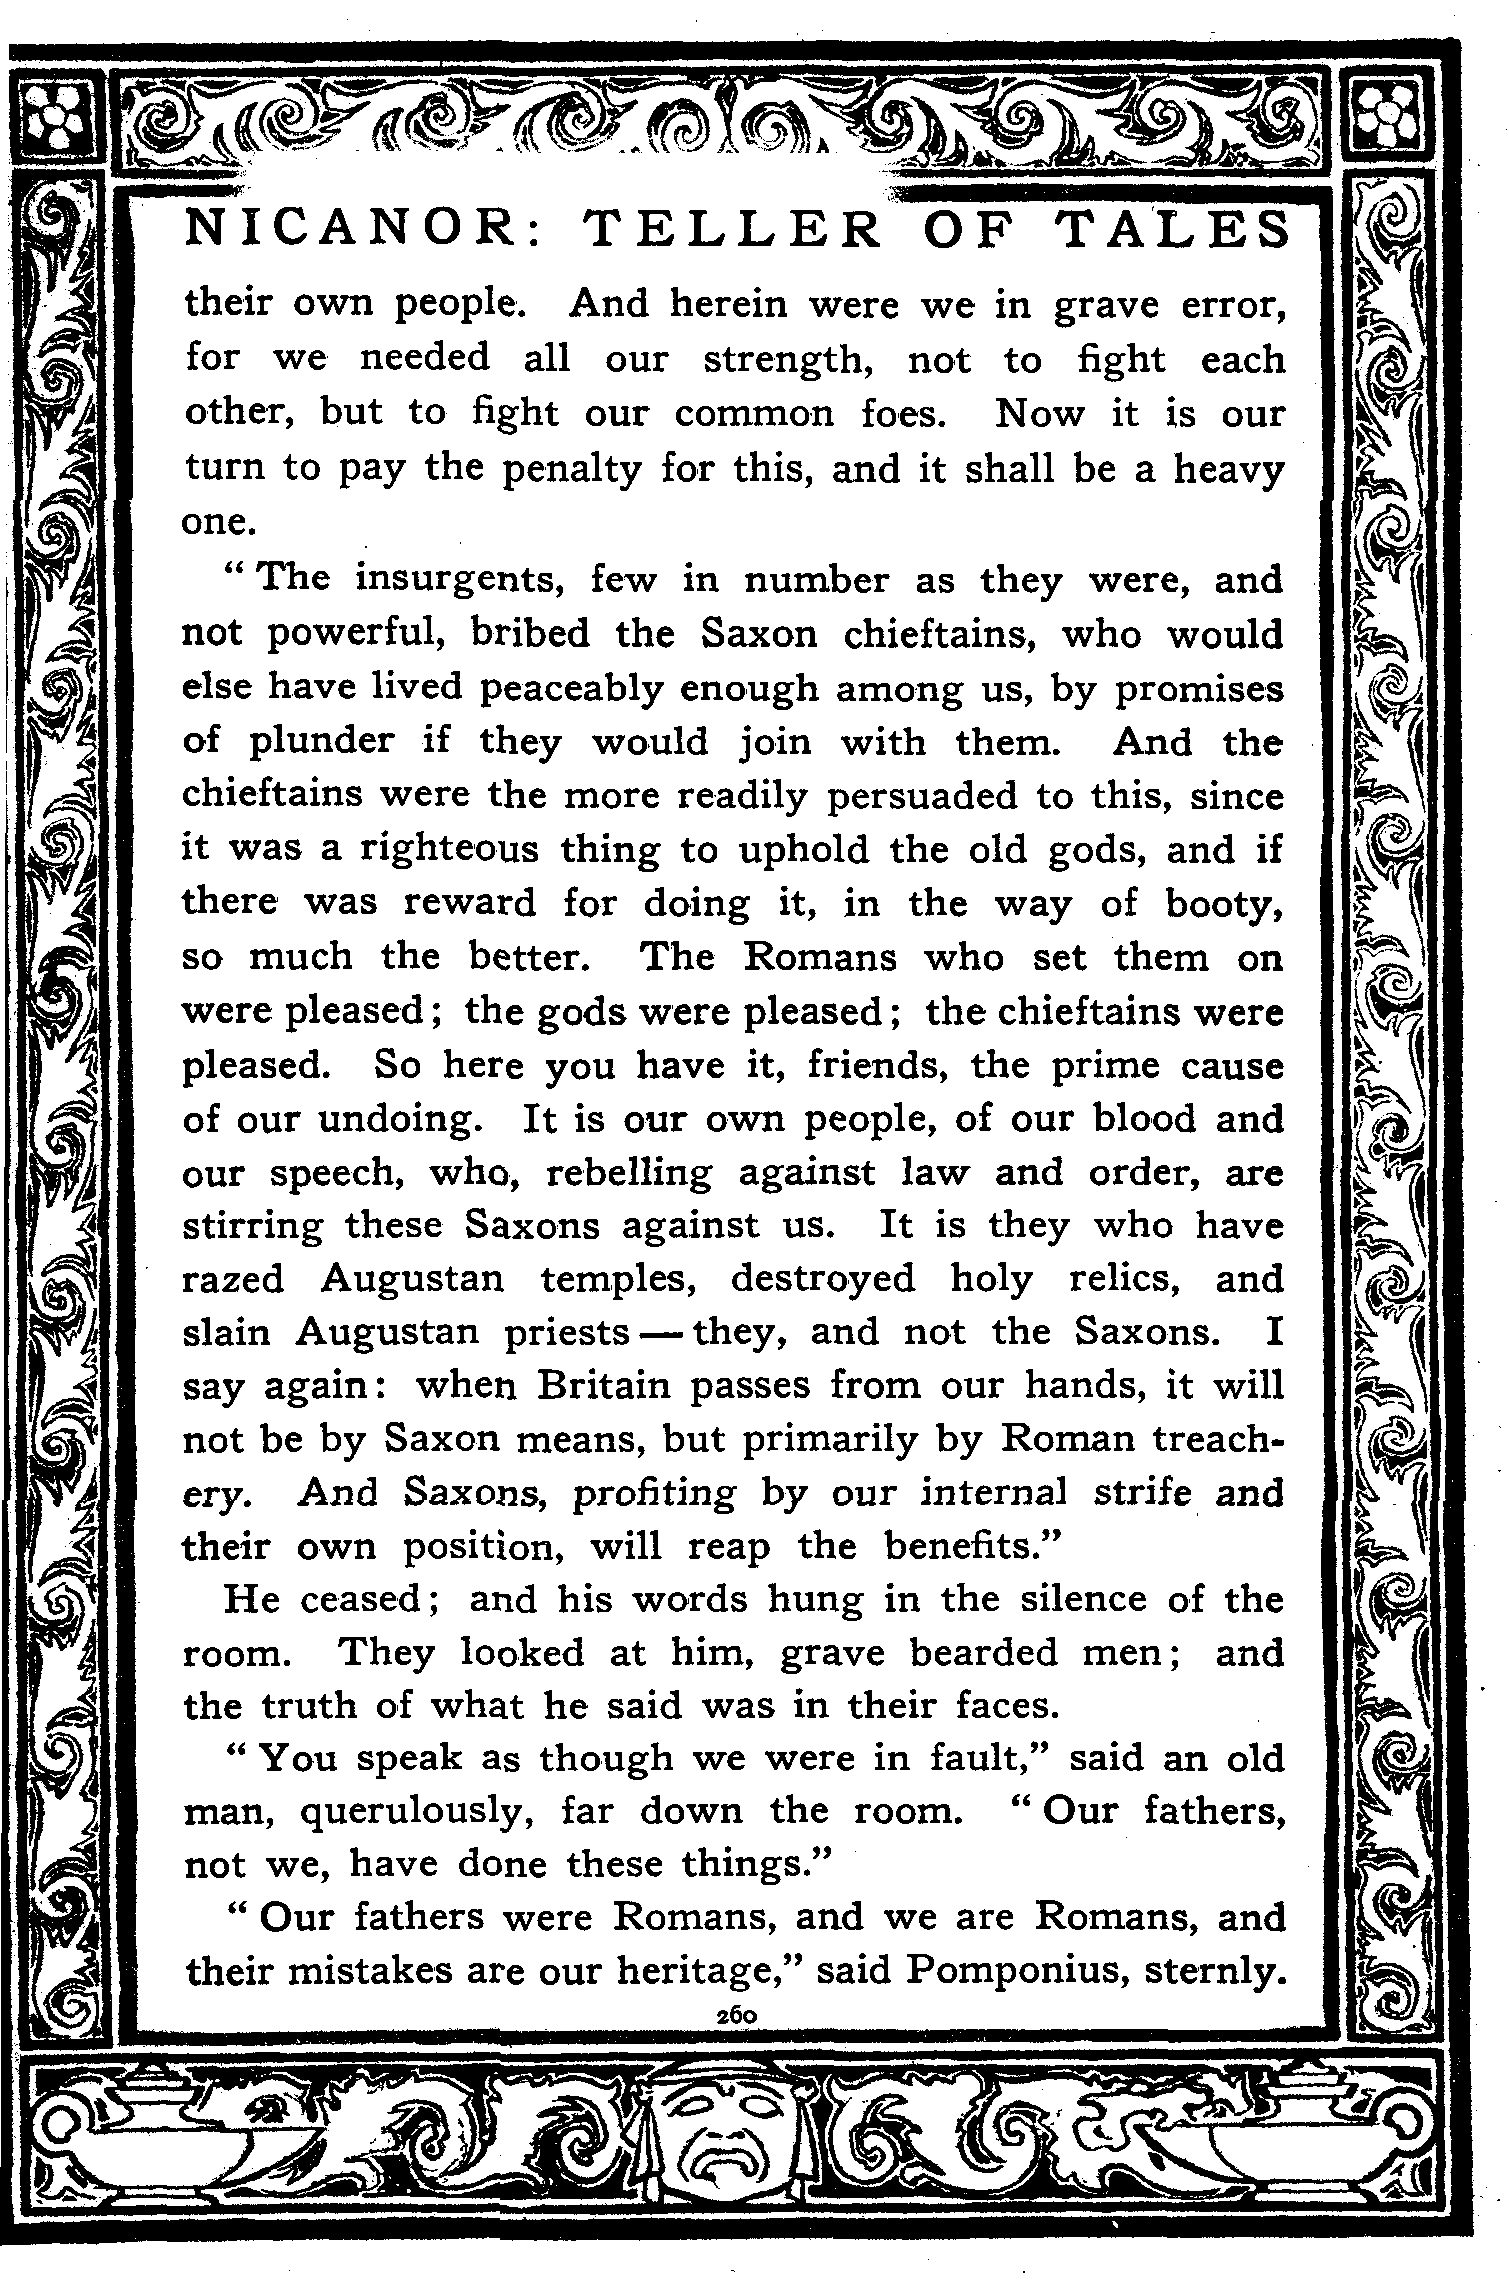 NICANOR: TELLER OF TALES
their own people. And herein were we in grave error,
for we needed all our strength, not to fight each
other, but to fight our common foes. Now it is our
turn to pay the penalty for this, and it shall be a heavy
one.
“ The insurgents, few in number as they were, and
not powerful, bribed the Saxon chieftains, who would
else have lived peaceably enough among us, by promises
of plunder if they would join with them. And the
chieftains were the more readily persuaded to this, since
it was a righteous thing to uphold the old gods, and if
there was reward for doing it, in the way of booty,
so much the better. The Romans who set them on
were pleased; the gods were pleased; the chieftains were
pleased. So here you have it, friends, the prime cause
of our undoing. It is our own people, of our blood and
our speech, who, rebelling against law and order, are
stirring these Saxons against us. It is they who have
razed Augustan temples, destroyed holy relics, and
slain Augustan priests — they, and not the Saxons. I
say again: when Britain passes from our hands, it will
not be by Saxon means, but primarily by Roman treach-
ery. And Saxons, profiting by our internal strife and
their own position, will reap the benefits.”
He ceased; and his words hung in the silence of the
room. They looked at him, grave bearded men; and
the truth of what he said was in their faces.
“ You speak as though we were in fault,” said an old
man, querulously, far down the room. “ Our fathers,
not we, have done these things.”
“ Our fathers were Romans, and we are Romans, and
their mistakes are our heritage,” said Pomponius, sternly.
260